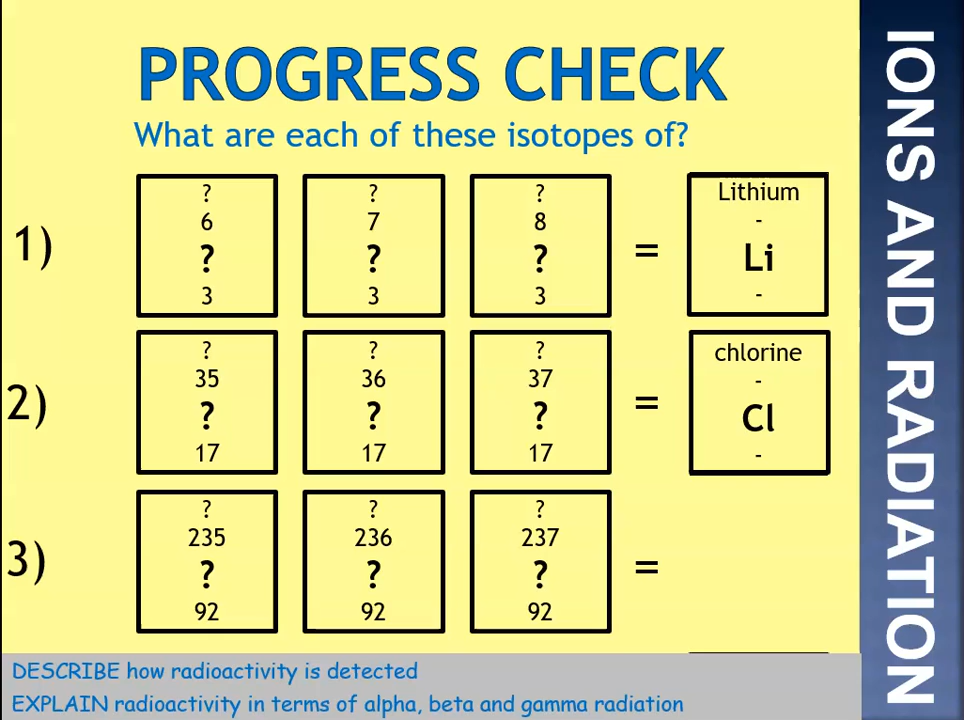 PROGRESS CHECK
What are each of these isotopes of?
1)
? ? ? Lithium
6 7 8 -
? ? ? = Li
3 3 3 -
2)
? ? ? chlorine
35 36 37 -
? ? ? = Cl
17 17 17 -
3)
? ? ?
235 236 237
? ? ? =
92 92 92
DESCRIBE how radioactivity is detected
EXPLAIN radioactivity in terms of alpha, beta and gamma radiation
IONS AND RADIATION